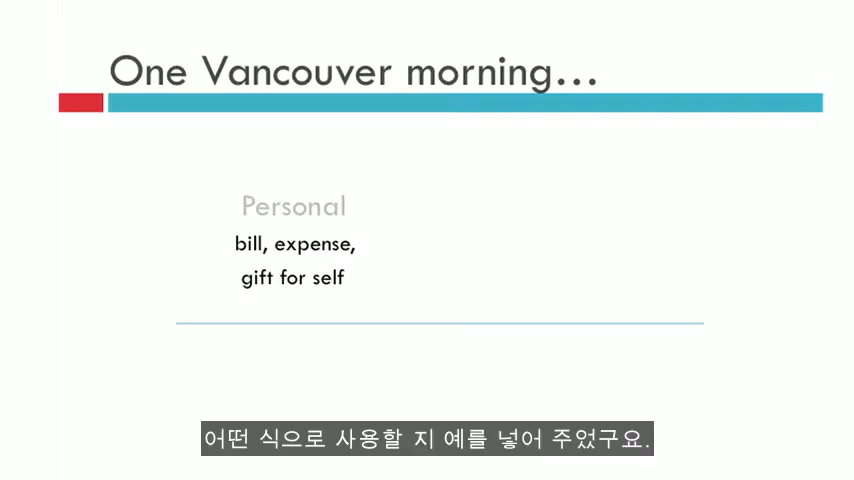 One Vancouver morning...
Personal
bill, expense,
gift for self
어떤 식으로 사용할 지 예를 넣어 주었구요.